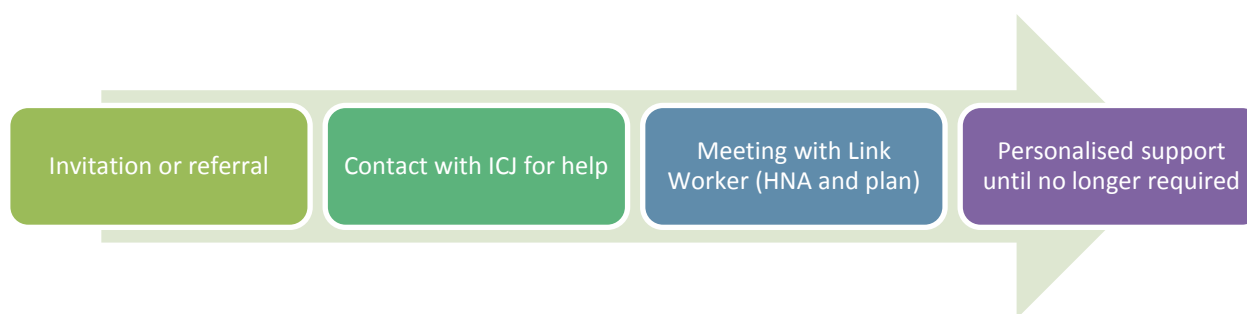 Invitation or referral
Contact with ICJ for help
Meeting with Link
Worker (HNA and plan)
Personalised support
until no longer required